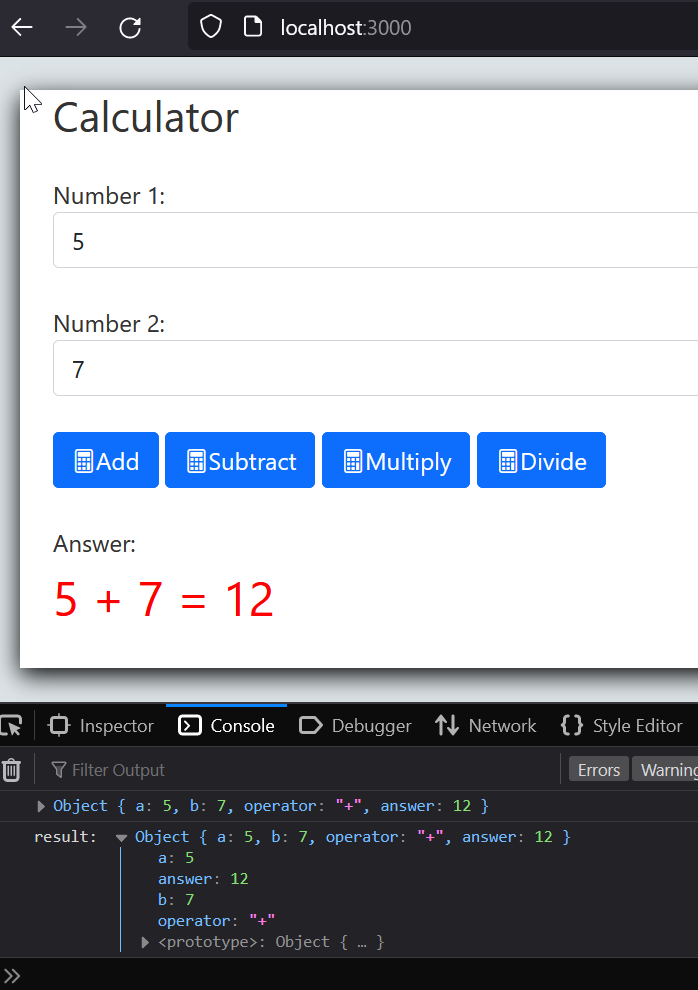 localhost:3000
Calculator
Number 1:
5
Number 2:
7
Add Subtract Multiply Divide
Answer:
5 + 7 = 12
Inspector Console Debugger Network Style Editor
Filter Output Errors Warning
Object { a: 5, b: 7, operator: "+", answer: 12 }
result: Object { a: 5, b: 7, operator: "+", answer: 12 }
a: 5
answer: 12
b: 7
operator: "+"
<prototype>: Object { … }